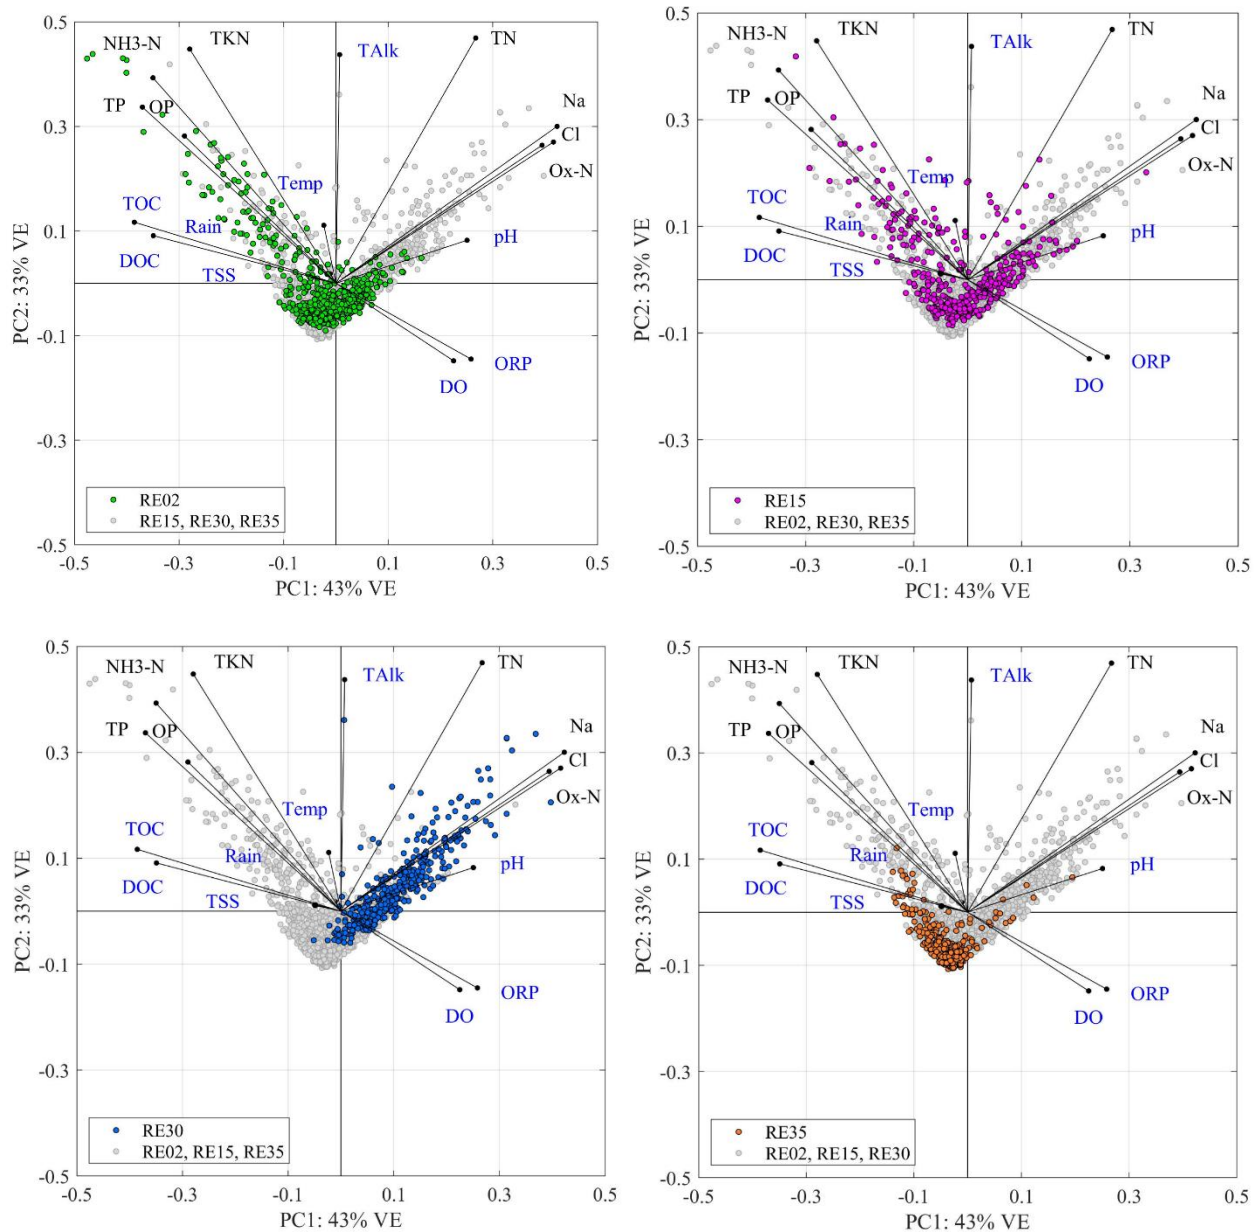 0.5
NH3-N
TKN
TAlk
TN
TP
OP
Na
0.3
Cl
Ox-N
Temp
TOC
Rain
0.1
pH
DOC
TSS
PC2: 33% VE
-0.1
ORP
DO
-0.3
RE02
RE15, RE30, RE35
-0.5
-0.5 -0.3 -0.1 0.1 0.3 0.5
PC1: 43% VE
0.5
NH3-N
TKN
TAlk
TN
TP
OP
Na
0.3
Cl
Ox-N
Temp
TOC
Rain
0.1
pH
DOC
TSS
PC2: 33% VE
-0.1
ORP
DO
-0.3
RE15
RE02, RE30, RE35
-0.5
-0.5 -0.3 -0.1 0.1 0.3 0.5
PC1: 43% VE
0.5
NH3-N
TKN
TAlk
TN
TP
OP
Na
0.3
Cl
Ox-N
Temp
TOC
Rain
0.1
pH
DOC
TSS
PC2: 33% VE
-0.1
ORP
DO
-0.3
RE30
RE02, RE15, RE35
-0.5
-0.5 -0.3 -0.1 0.1 0.3 0.5
PC1: 43% VE
0.5
NH3-N
TKN
TAlk
TN
TP
OP
Na
0.3
Cl
Ox-N
Temp
TOC
Rain
0.1
pH
DOC
TSS
PC2: 33% VE
-0.1
ORP
DO
-0.3
RE35
RE02, RE15, RE30
-0.5
-0.5 -0.3 -0.1 0.1 0.3 0.5
PC1: 43% VE